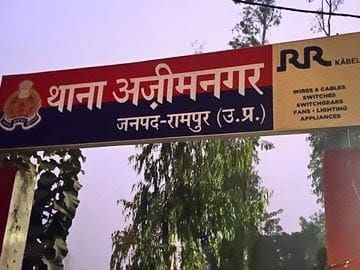 थाना अज़ीमनगर
जनपद-रामपुर (उ.प्र.)
RR KABEL
WIRES & CABLES
SWITCHES
SWITCHGEARS
FANS • LIGHTING
APPLIANCES